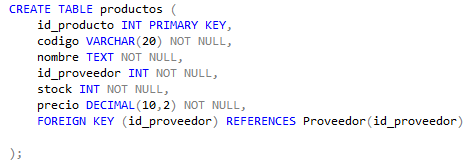 CREATE TABLE productos (
    id_producto INT PRIMARY KEY,
    codigo VARCHAR(20) NOT NULL,
    nombre TEXT NOT NULL,
    id_proveedor INT NOT NULL,
    stock INT NOT NULL,
    precio DECIMAL(10,2) NOT NULL,
    FOREIGN KEY (id_proveedor) REFERENCES Proveedor(id_proveedor)
);